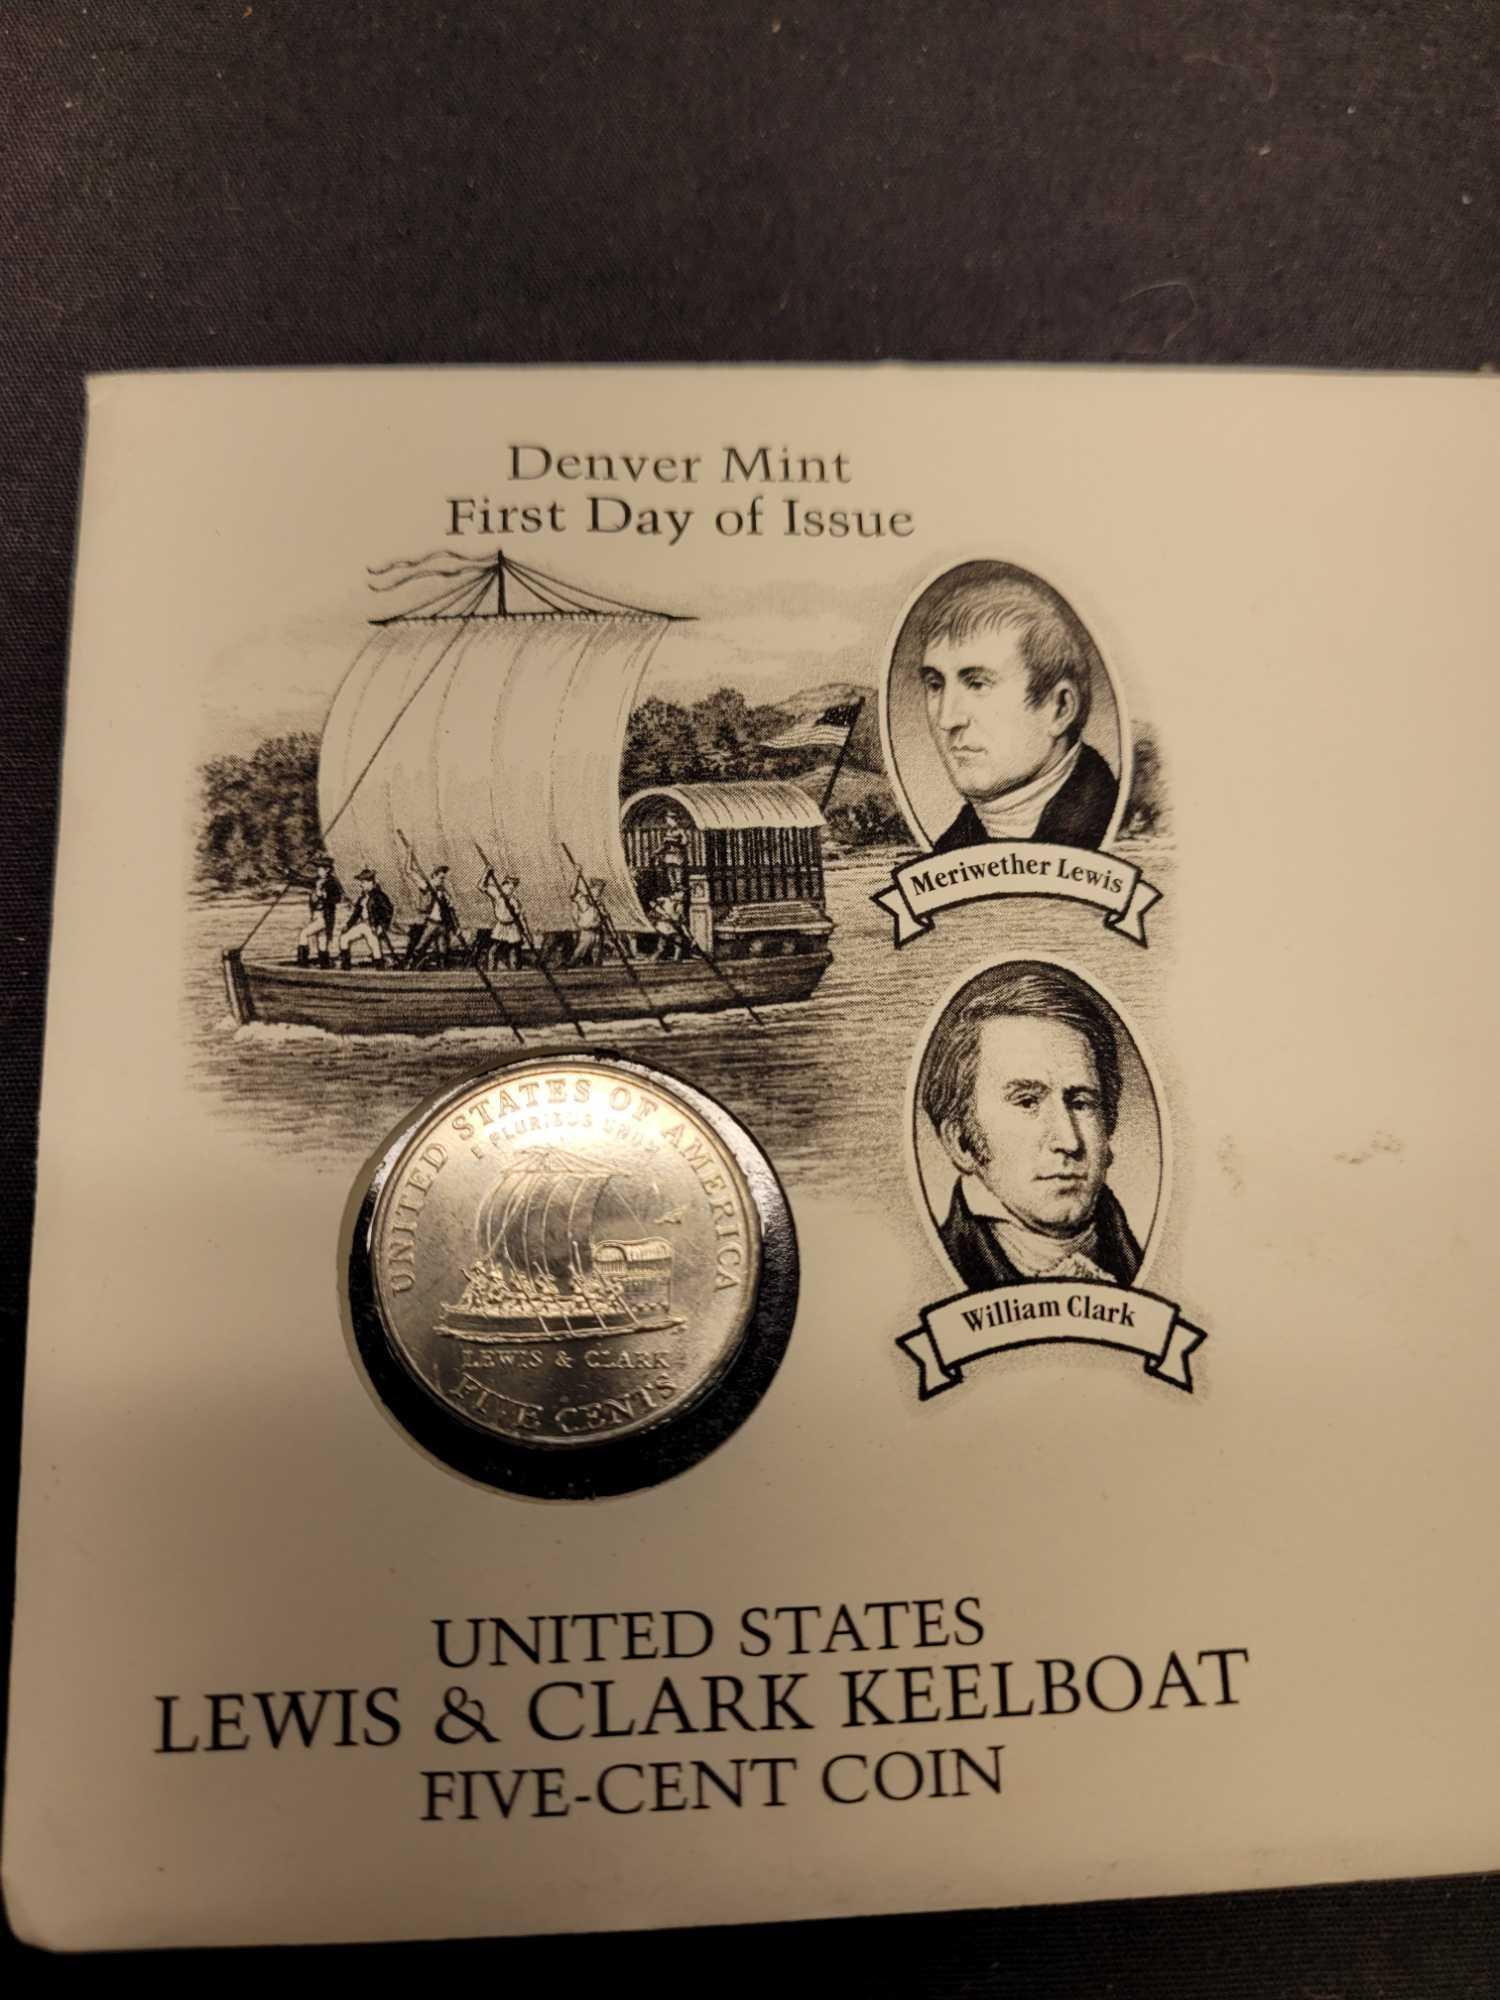 Denver Mint
First Day of Issue
Meriwether Lewis
William Clark
UNITED STATES OF AMERICA
E PLURIBUS UNUM
LEWIS & CLARK
FIVE CENTS
UNITED STATES
LEWIS & CLARK KEELBOAT
FIVE-CENT COIN